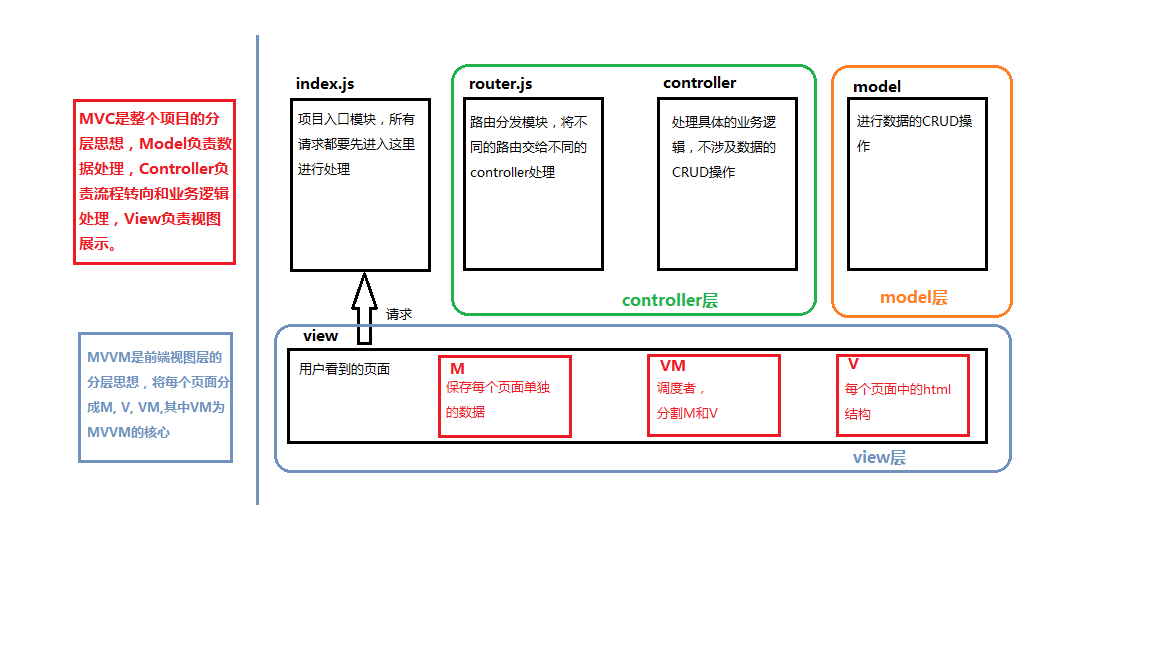 MVC是整个项目的分
层思想，Model负责数
据处理，Controller负
责流程转向和业务逻辑
处理，View负责视图
展示。
MVVM是前端视图层的
分层思想，将每个页面分
成M, V, VM,其中VM为
MVVM的核心
index.js
项目入口模块，所有
请求都要先进入这里
进行处理
router.js
路由分发模块，将不
同的路由交给不同的
controller处理
controller
处理具体的业务逻
辑，不涉及数据的
CRUD操作
controller层
model
进行数据的CRUD操
作
model层
请求
view
用户看到的页面
M
保存每个页面单独
的数据
VM
调度者，
分割M和V
V
每个页面中的html
结构
view层